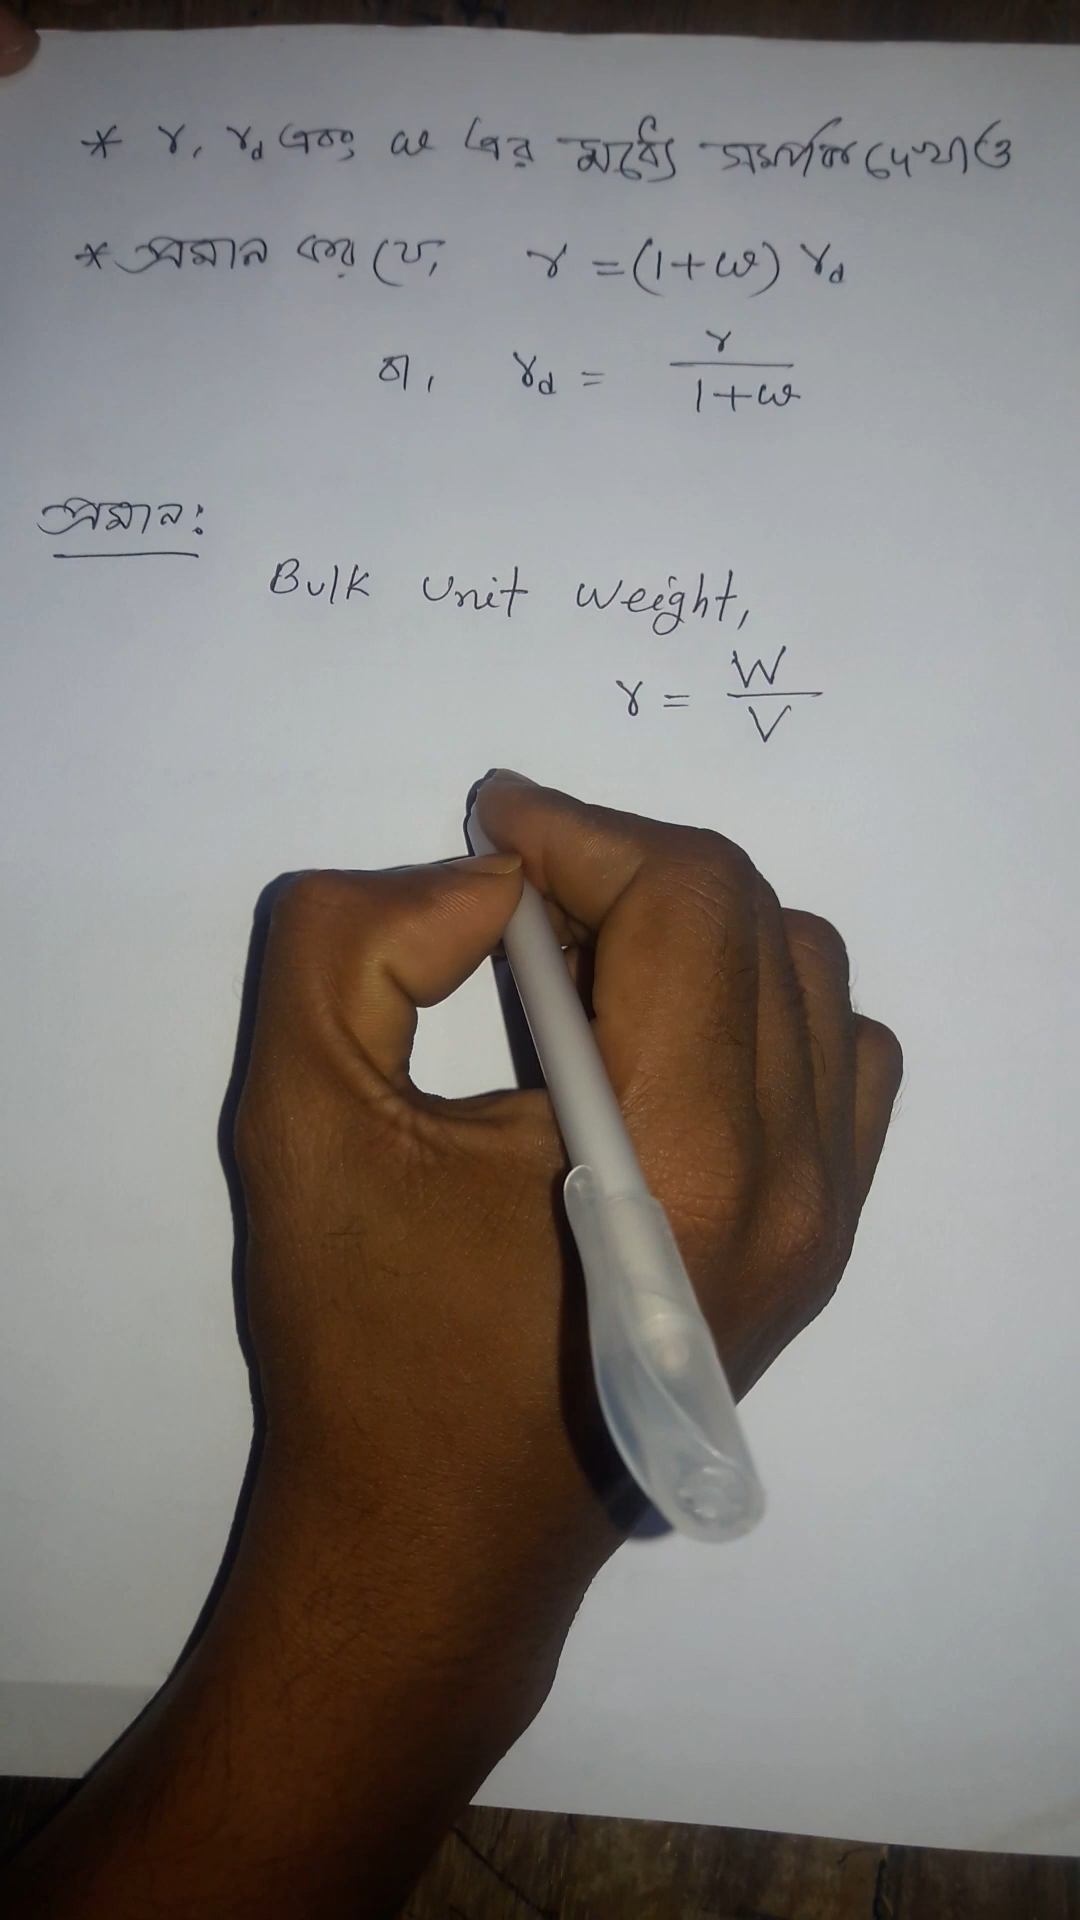 * γ, γd এবং ω এর মধ্যে সম্পর্ক দেখাও
* প্রমান কর যে, γ = (1+ω) γd
বা, γd = γ / 1+ω
প্রমান:
Bulk Unit Weight,
γ = W / V